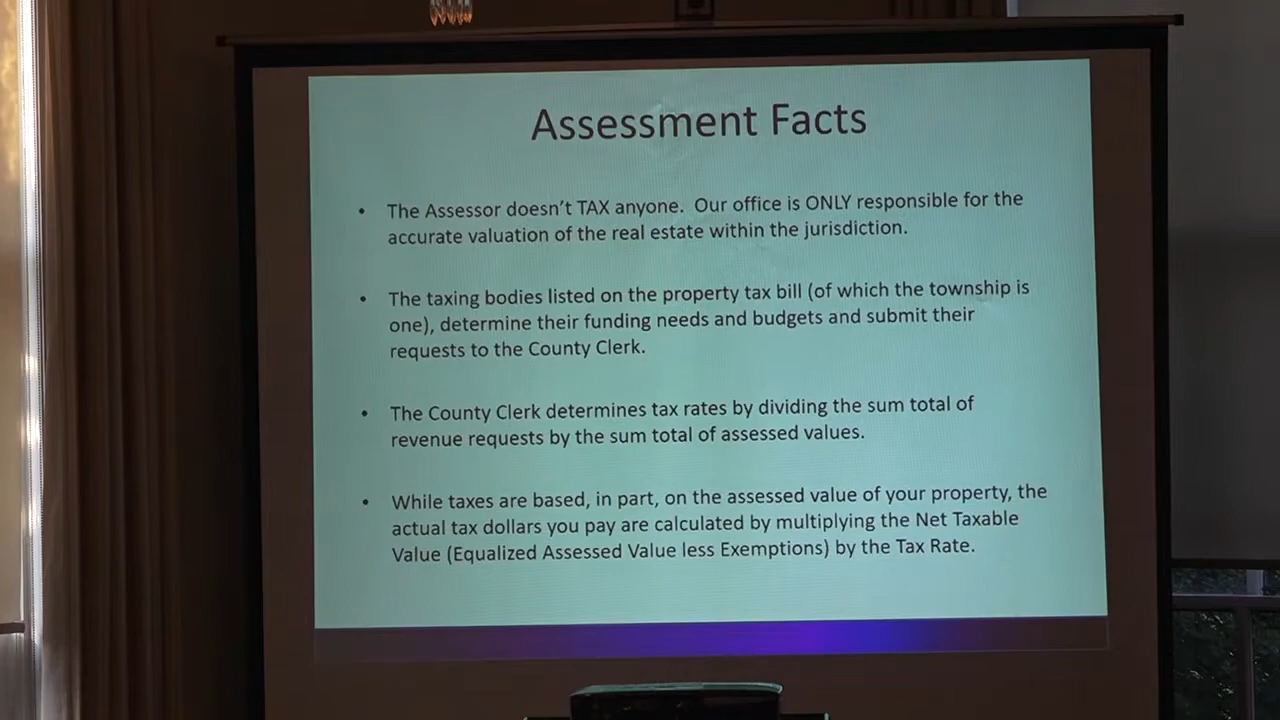 Assessment Facts
• The Assessor doesn't TAX anyone. Our office is ONLY responsible for the
accurate valuation of the real estate within the jurisdiction.
• The taxing bodies listed on the property tax bill (of which the township is
one), determine their funding needs and budgets and submit their
requests to the County Clerk.
• The County Clerk determines tax rates by dividing the sum total of
revenue requests by the sum total of assessed values.
• While taxes are based, in part, on the assessed value of your property, the
actual tax dollars you pay are calculated by multiplying the Net Taxable
Value (Equalized Assessed Value less Exemptions) by the Tax Rate.